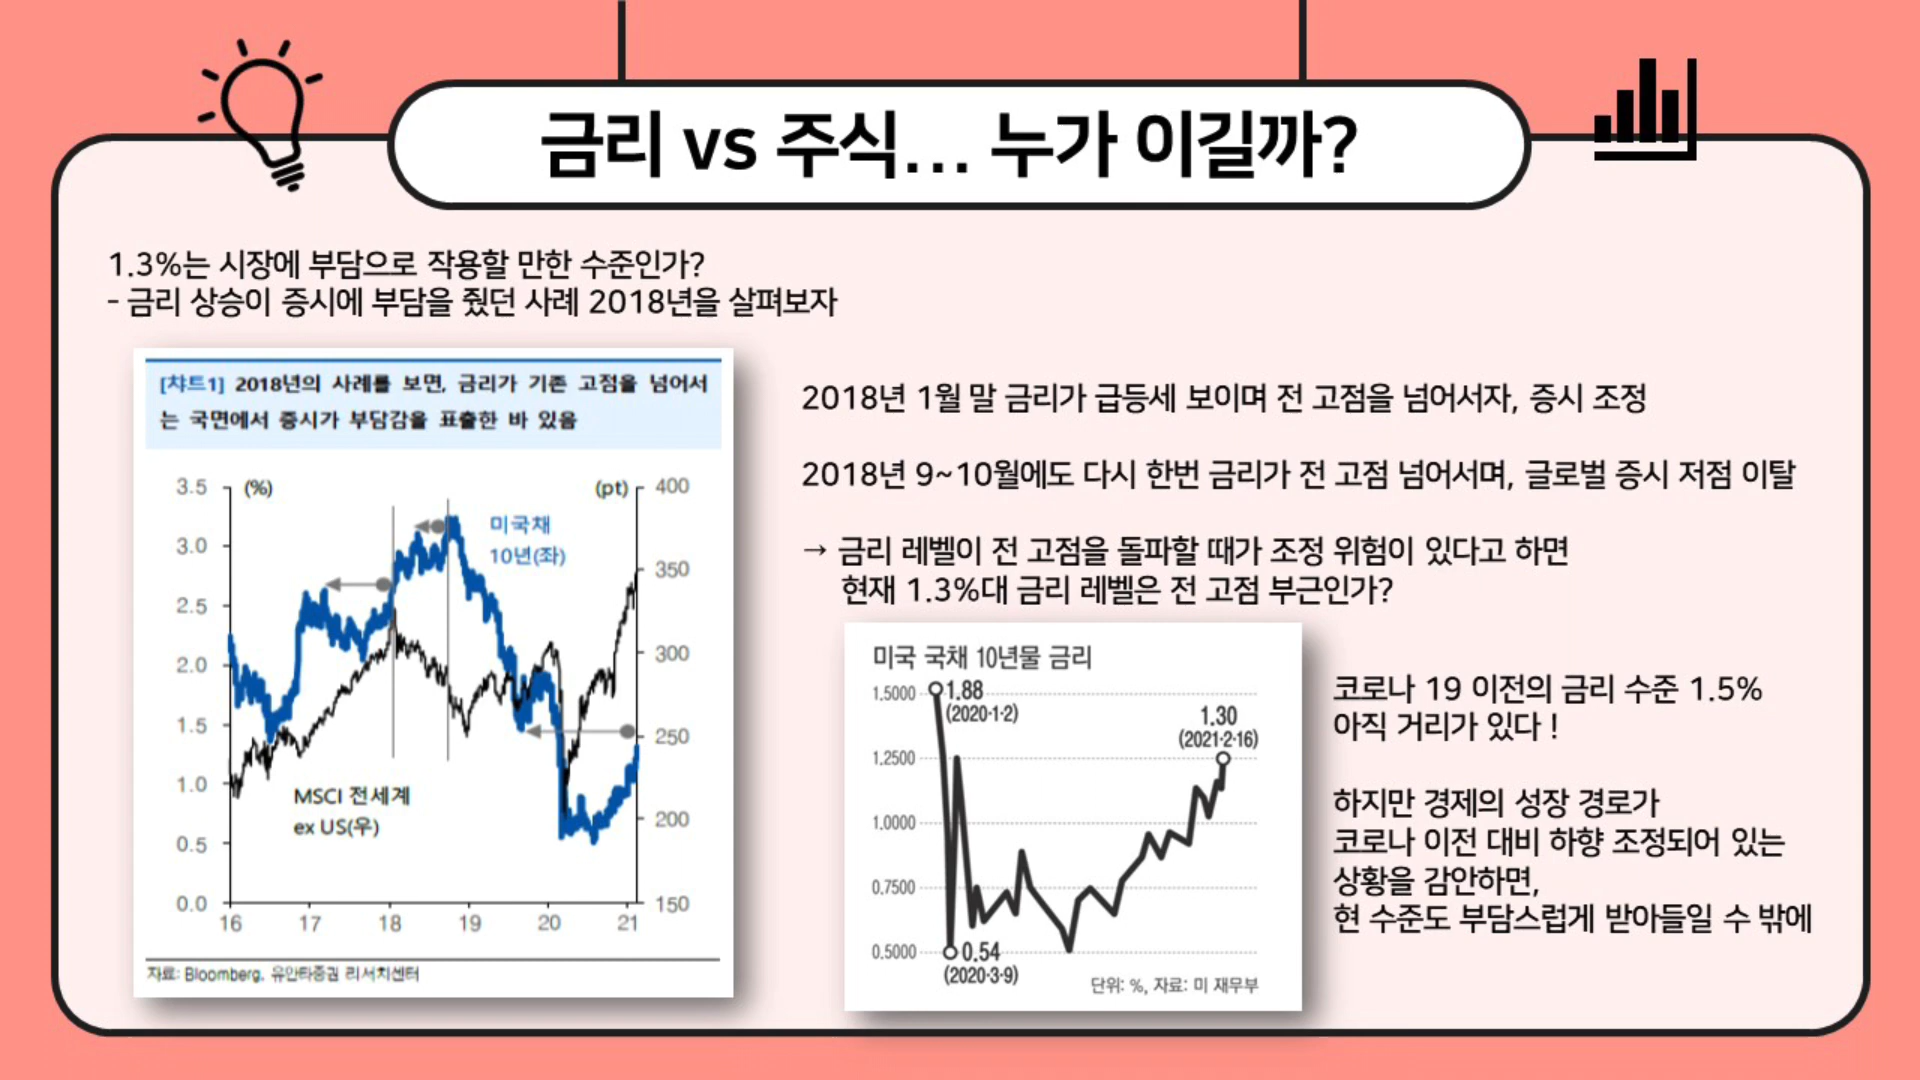 금리 vs 주식... 누가 이길까?
1.3%는 시장에 부담으로 작용할 만한 수준인가?
- 금리 상승이 증시에 부담을 줬던 사례 2018년을 살펴보자
[챠트1] 2018년의 사례를 보면, 금리가 기존 고점을 넘어서
는 국면에서 증시가 부담감을 표출한 바 있음
3.5
(%)
(pt)
400
3.0
350
2.5
2.0
300
1.5
250
1.0
200
0.5
0.0
150
미국채
10년(좌)
MSCI 전세계
ex US(우)
16 17 18 19 20 21
자료: Bloomberg, 유안타증권 리서치센터
2018년 1월 말 금리가 급등세 보이며 전 고점을 넘어서자, 증시 조정
2018년 9~10월에도 다시 한번 금리가 전 고점 넘어서며, 글로벌 증시 저점 이탈
→ 금리 레벨이 전 고점을 돌파할 때가 조정 위험이 있다고 하면
현재 1.3%대 금리 레벨은 전 고점 부근인가?
미국 국채 10년물 금리
1.5000
1.88
(2020·1·2)
1.30
(2021·2·16)
1.2500
1.0000
0.7500
0.5000
0.54
(2020·3·9)
단위: %, 자료: 미 재무부
코로나 19 이전의 금리 수준 1.5%
아직 거리가 있다 !
하지만 경제의 성장 경로가
코로나 이전 대비 하향 조정되어 있는
상황을 감안하면,
현 수준도 부담스럽게 받아들일 수 밖에